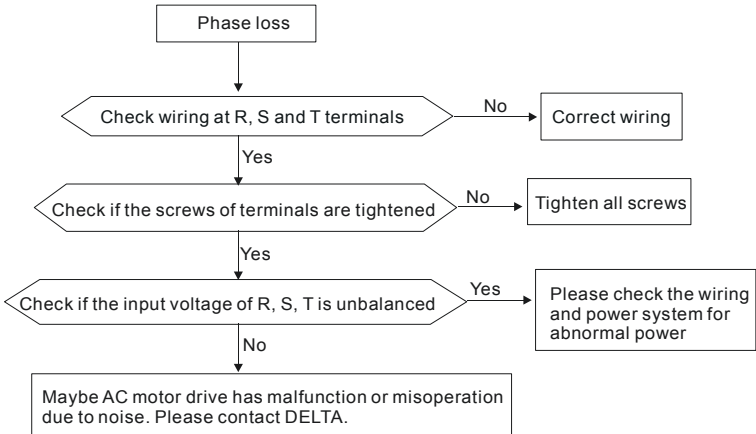 Phase loss
Check wiring at R, S and T terminals
No
Correct wiring
Yes
Check if the screws of terminals are tightened
No
Tighten all screws
Yes
Check if the input voltage of R, S, T is unbalanced
Yes
Please check the wiring
and power system for
abnormal power
No
Maybe AC motor drive has malfunction or misoperation
due to noise. Please contact DELTA.